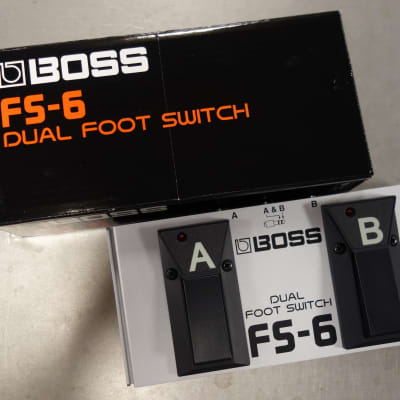 BOSS
FS-6
DUAL FOOT SWITCH
A A & B B
A BOSS B
DUAL
FOOT SWITCH
FS-6